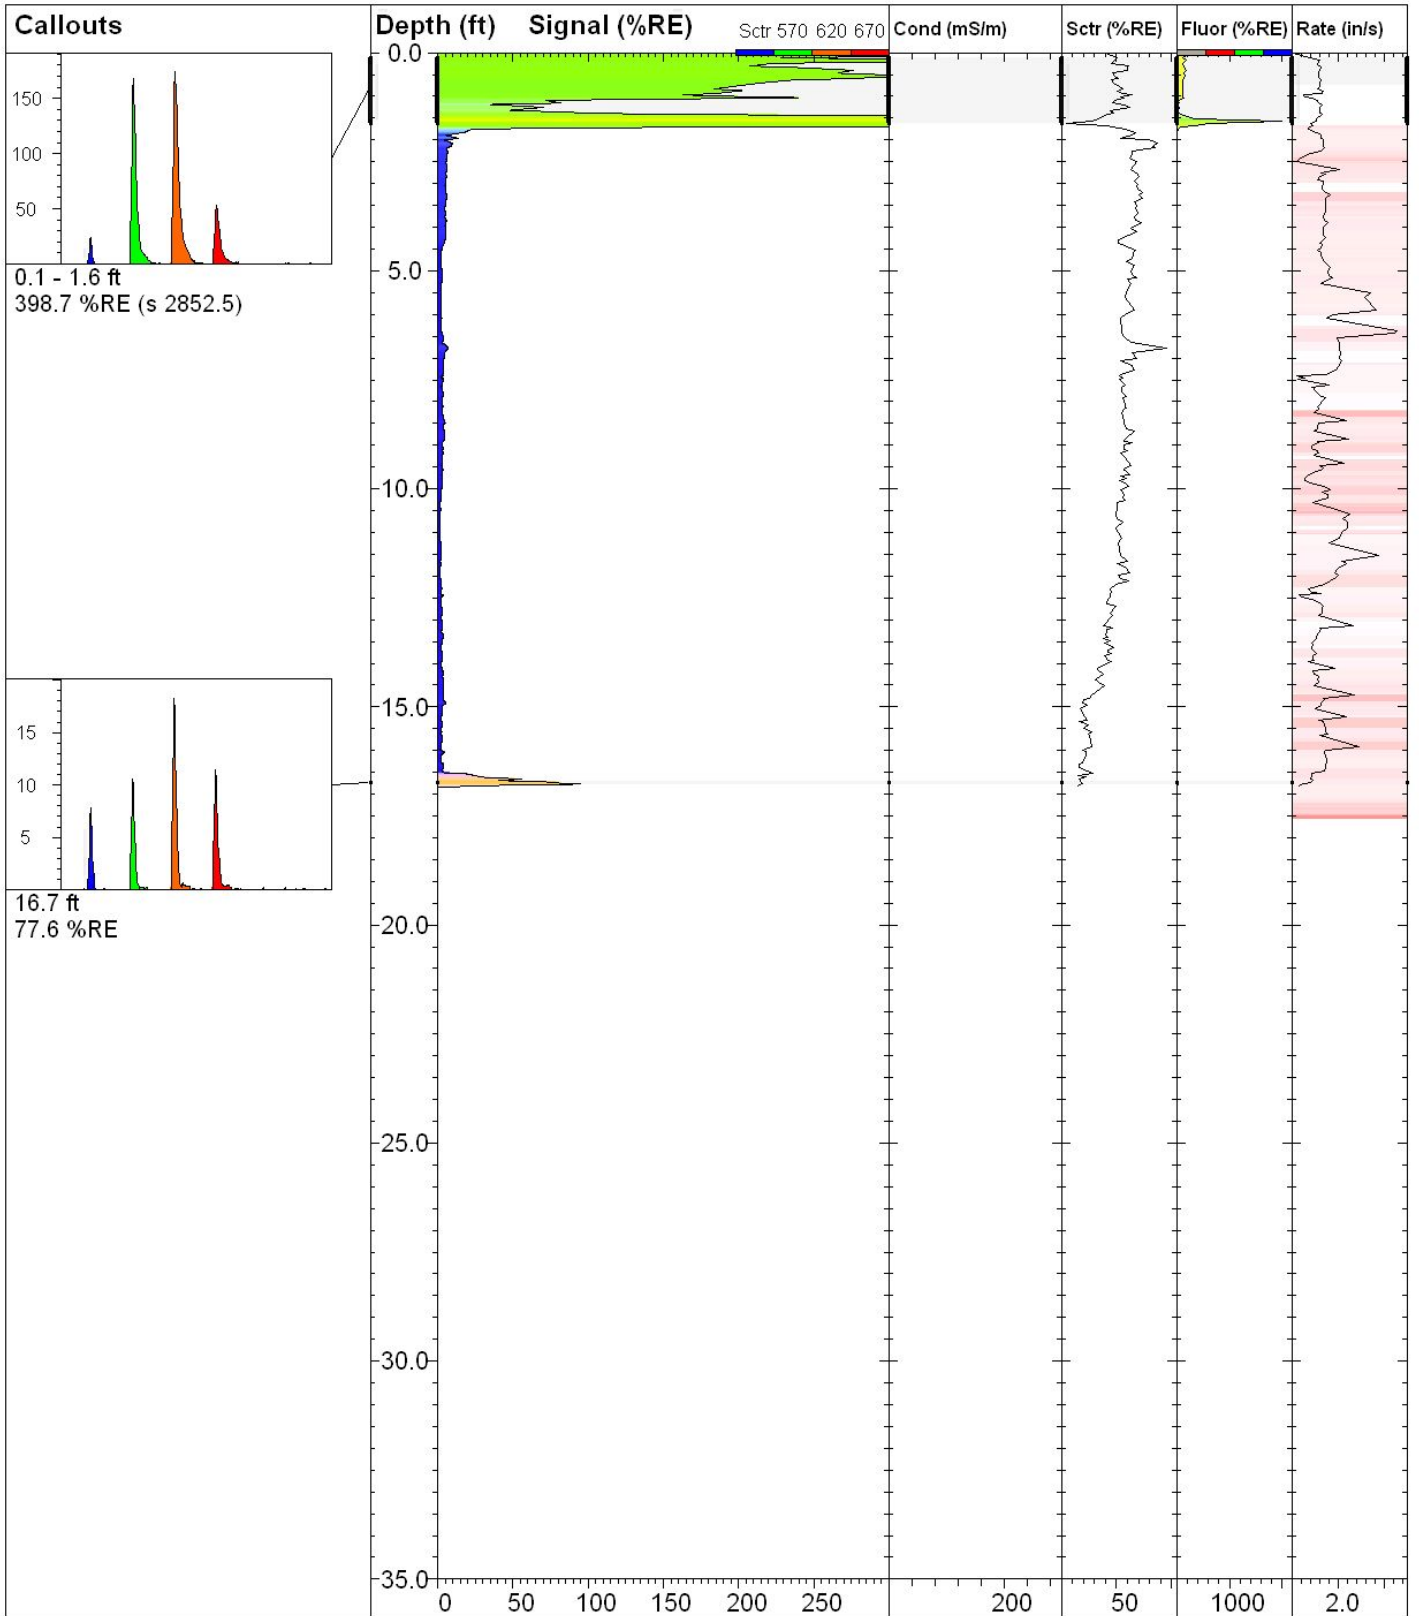 Callouts
Depth (ft) Signal (%RE) Sctr 570 620 670 Cond (mS/m) Sctr (%RE) Fluor (%RE) Rate (in/s)
150
100
50
0.1 - 1.6 ft
398.7 %RE (s 2852.5)
15
10
5
16.7 ft
77.6 %RE
0.0
5.0
10.0
15.0
20.0
25.0
30.0
35.0
0 50 100 150 200 250 200 50 1000 2.0